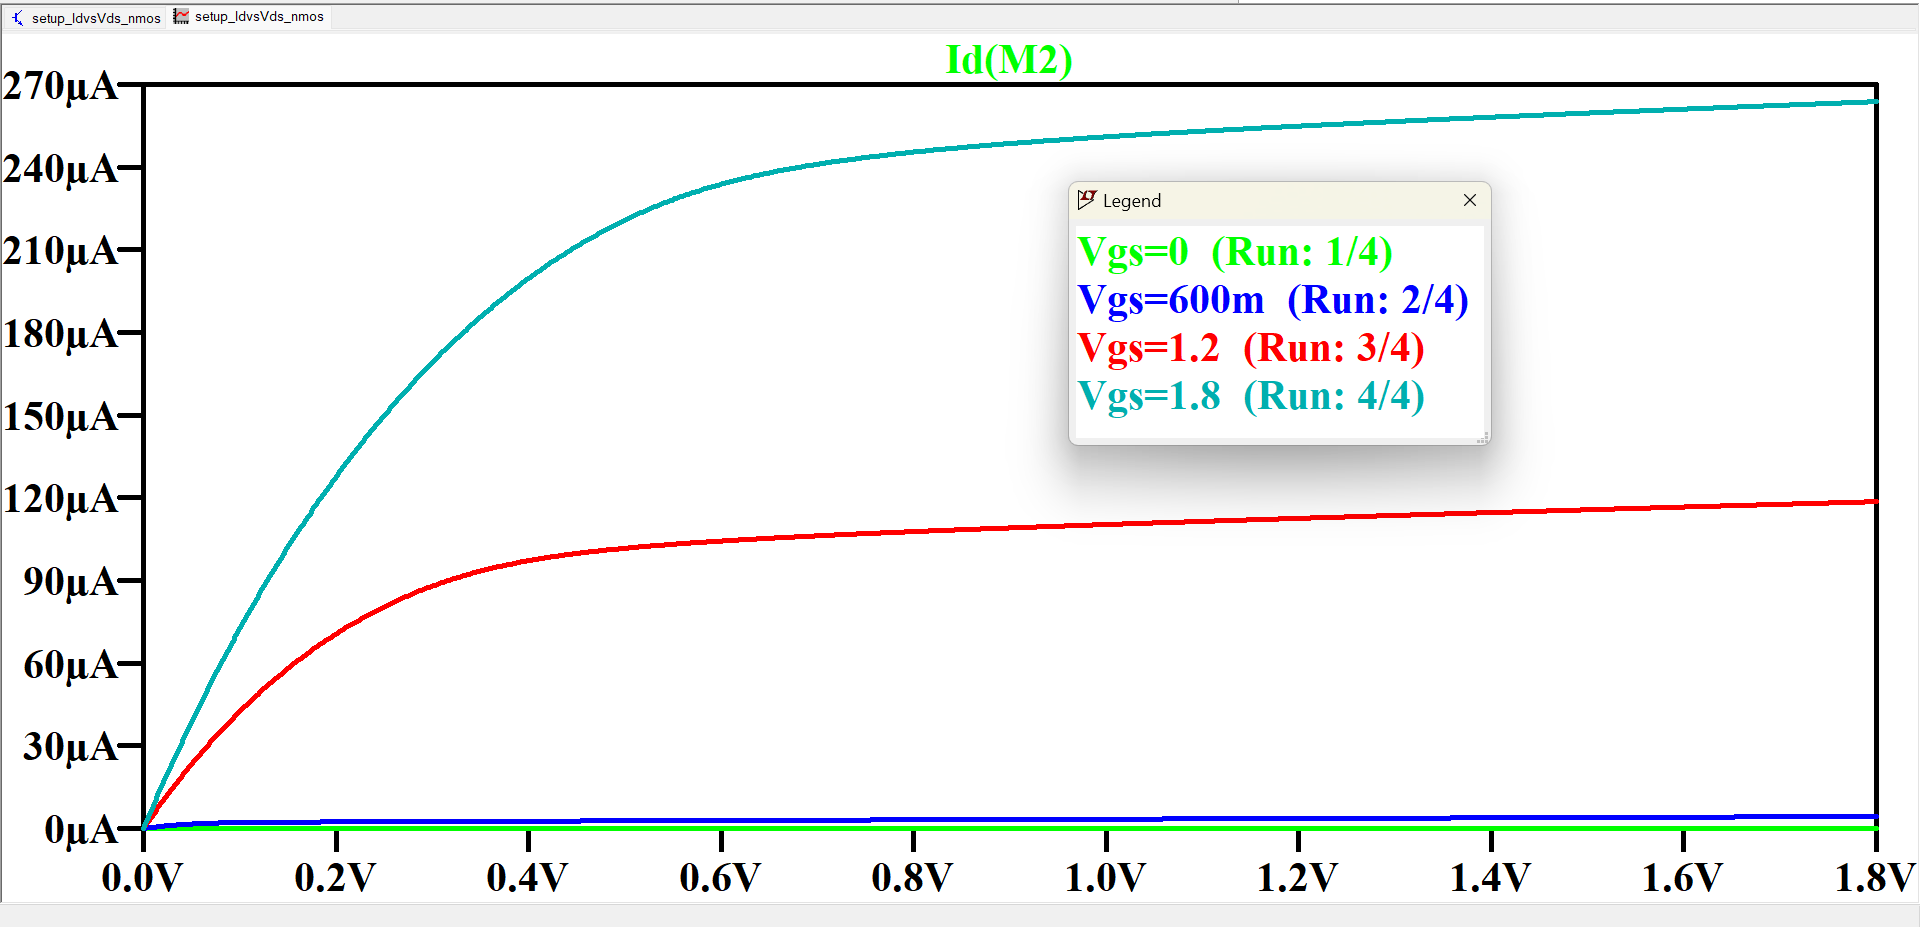 setup_IdvsVds_nmos
setup_IdvsVds_nmos
Id(M2)
270µA
240µA
210µA
180µA
150µA
120µA
90µA
60µA
30µA
0µA
Legend
Vgs=0 (Run: 1/4)
Vgs=600m (Run: 2/4)
Vgs=1.2 (Run: 3/4)
Vgs=1.8 (Run: 4/4)
0.0V 0.2V 0.4V 0.6V 0.8V 1.0V 1.2V 1.4V 1.6V 1.8V